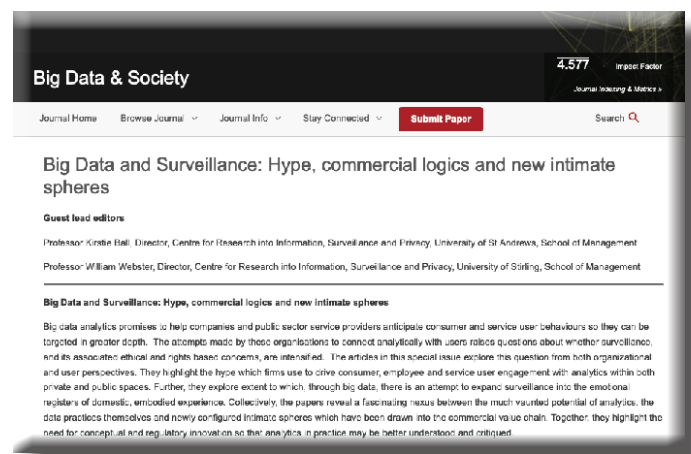 4.577 Impact Factor
Big Data & Society
Journal Indexing & Metrics »
Journal Home Browse Journal Journal Info Stay Connected Submit Paper Search
Big Data and Surveillance: Hype, commercial logics and new intimate
spheres
Guest lead editors
Professor Kirstie Ball, Director, Centre for Research into Information, Surveillance and Privacy, University of St Andrews, School of Management
Professor William Webster, Director, Centre for Research into Information, Surveillance and Privacy, University of Stirling, School of Management
Big Data and Surveillance: Hype, commercial logics and new intimate spheres
Big data analytics promises to help companies and public sector service providers anticipate consumer and service user behaviours so they can be
targeted in greater depth. The attempts made by these organisations to connect analytically with users raises questions about whether surveillance,
and its associated ethical and rights based concerns, are intensified. The articles in this special issue explore this question from both organizational
and user perspectives. They highlight the hype which firms use to drive consumer, employee and service user engagement with analytics within both
private and public spaces. Further, they explore extent to which, through big data, there is an attempt to expand surveillance into the emotional
registers of domestic, embodied experience. Collectively, the papers reveal a fascinating nexus between the much vaunted potential of analytics, the
data practices themselves and newly configured intimate spheres which have been drawn into the commercial value chain. Together, they highlight the
need for conceptual and regulatory innovation so that analytics in practice may be better understood and critiqued.